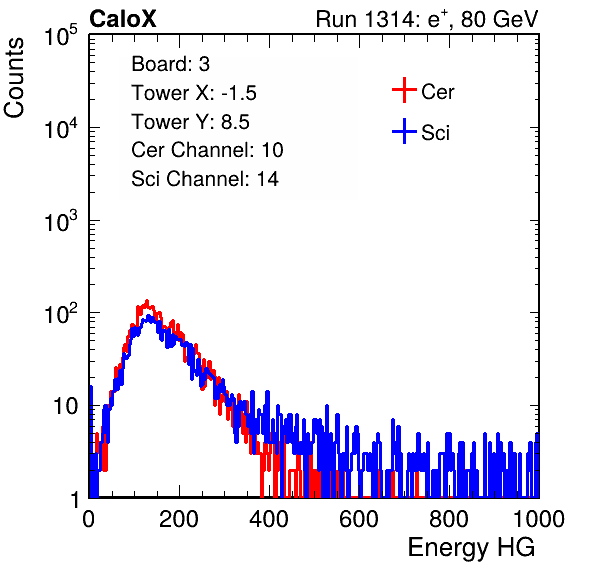 CaloX Run 1314: e⁺, 80 GeV
Counts
Board: 3
Tower X: -1.5
Tower Y: 8.5
Cer Channel: 10
Sci Channel: 14
Cer
Sci
10⁵
10⁴
10³
10²
10
1
0 200 400 600 800 1000
Energy HG